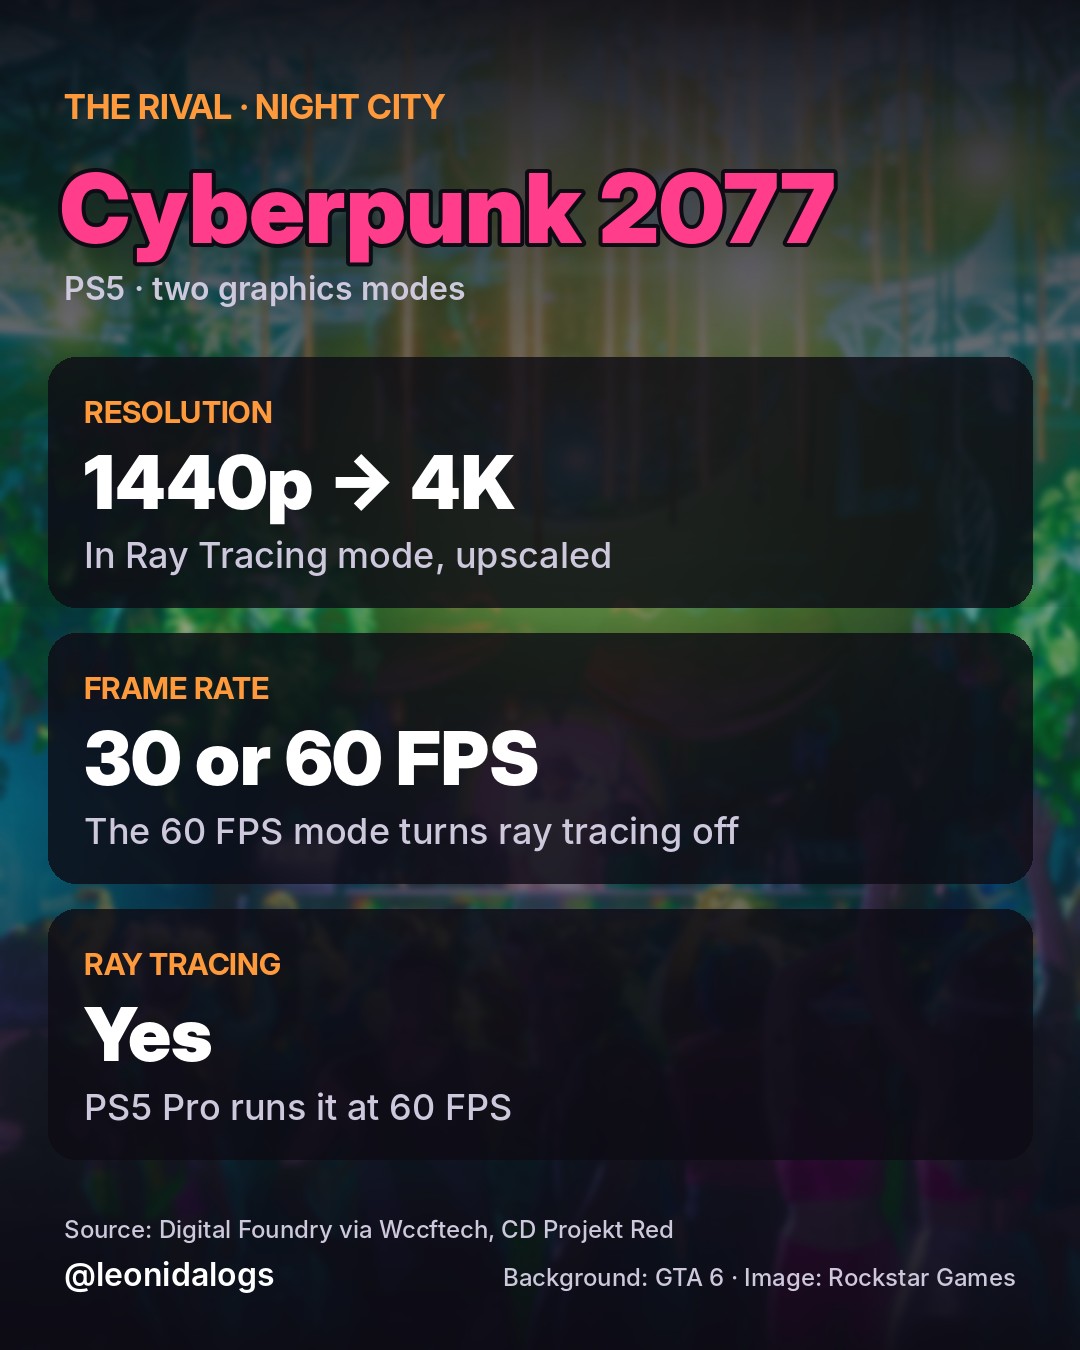 THE RIVAL · NIGHT CITY
Cyberpunk 2077
PS5 · two graphics modes
RESOLUTION
1440p → 4K
In Ray Tracing mode, upscaled
FRAME RATE
30 or 60 FPS
The 60 FPS mode turns ray tracing off
RAY TRACING
Yes
PS5 Pro runs it at 60 FPS
Source: Digital Foundry via Wccftech, CD Projekt Red
@leonidalogs
Background: GTA 6 · Image: Rockstar Games